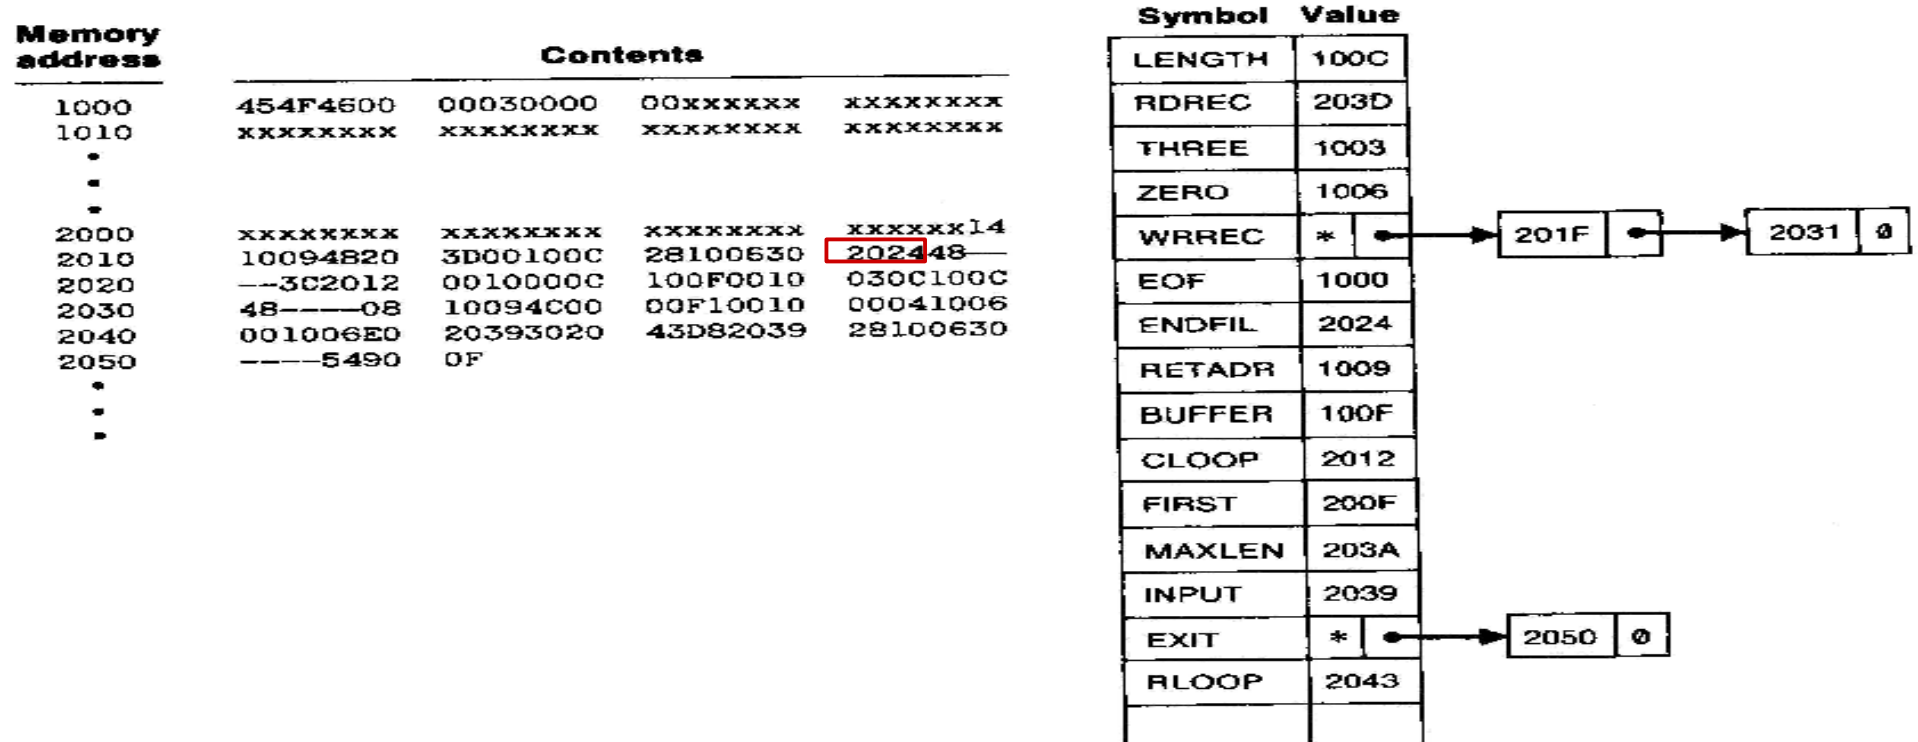 Memory address Contents
1000 454F4600 00030000 00xxxxxx xxxxxxxx
1010 xxxxxxxx xxxxxxxx xxxxxxxx xxxxxxxx
2000 xxxxxxxx xxxxxxxx xxxxxxxx xxxxxx14
2010 10094820 3D00100C 28100630 202448--
2020 --3C2012 0010000C 100F0010 030C100C
2030 48----08 10094C00 00F10010 00041006
2040 001006E0 20393020 43D82039 28100630
2050 ----5490 0F
Symbol Value
LENGTH 100C
RDREC 203D
THREE 1003
ZERO 1006
WRREC * 201F 2031 0
EOF 1000
ENDFIL 2024
RETADR 1009
BUFFER 100F
CLOOP 2012
FIRST 200F
MAXLEN 203A
INPUT 2039
EXIT * 2050 0
RLOOP 2043